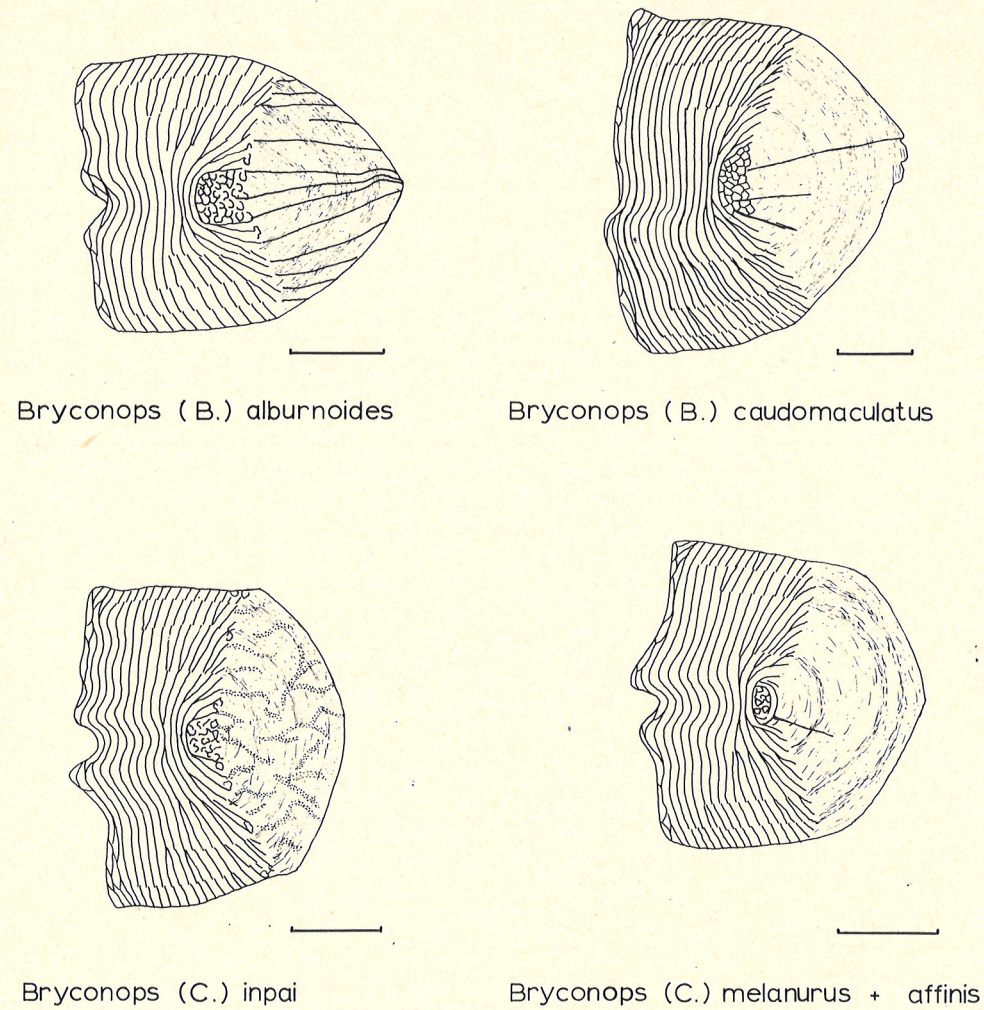 Bryconops (B.) alburnoides
Bryconops (B.) caudomaculatus
Bryconops (C.) inpai
Bryconops (C.) melanurus + affinis